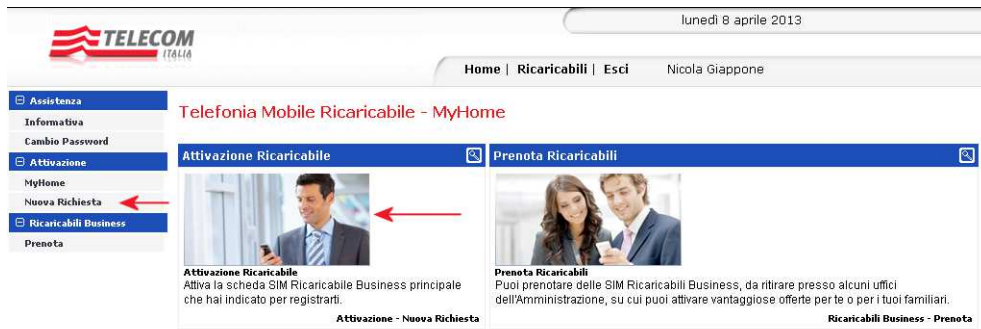 TELECOM
ITALIA
lunedì 8 aprile 2013
Home | Ricaricabili | Esci
Nicola Giappone
Assistenza
Informativa
Cambio Password
Attivazione
MyHome
Nuova Richiesta
Ricaricabili Business
Prenota
Telefonia Mobile Ricaricabile - MyHome
Attivazione Ricaricabile
Attivazione Ricaricabile
Attiva la scheda SIM Ricaricabile Business principale
che hai indicato per registrarti.
Attivazione - Nuova Richiesta
Prenota Ricaricabili
Prenota Ricaricabili
Puoi prenotare delle SIM Ricaricabili Business, da ritirare presso alcuni uffici
dell'Amministrazione, su cui puoi attivare vantaggiose offerte per te o per i tuoi familiari.
Ricaricabili Business - Prenota